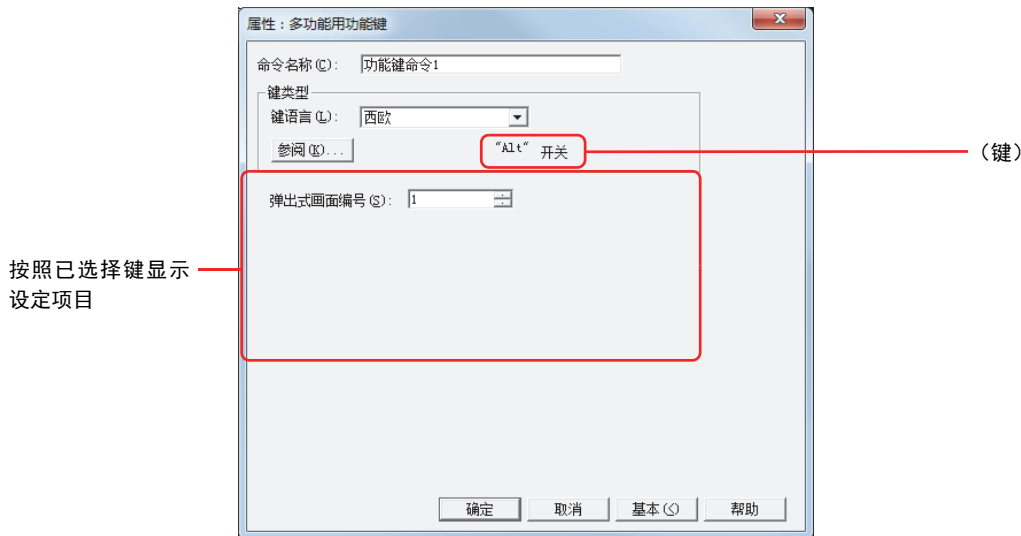 属性：多功能用功能键
命令名称(C)： 功能键命令1
键类型
键语言(L)： 西欧
参阅(K)... "Alt" 开关
（键）
弹出式画面编号(S)： 1
按照已选择键显示
设定项目
确定 取消 基本(<) 帮助